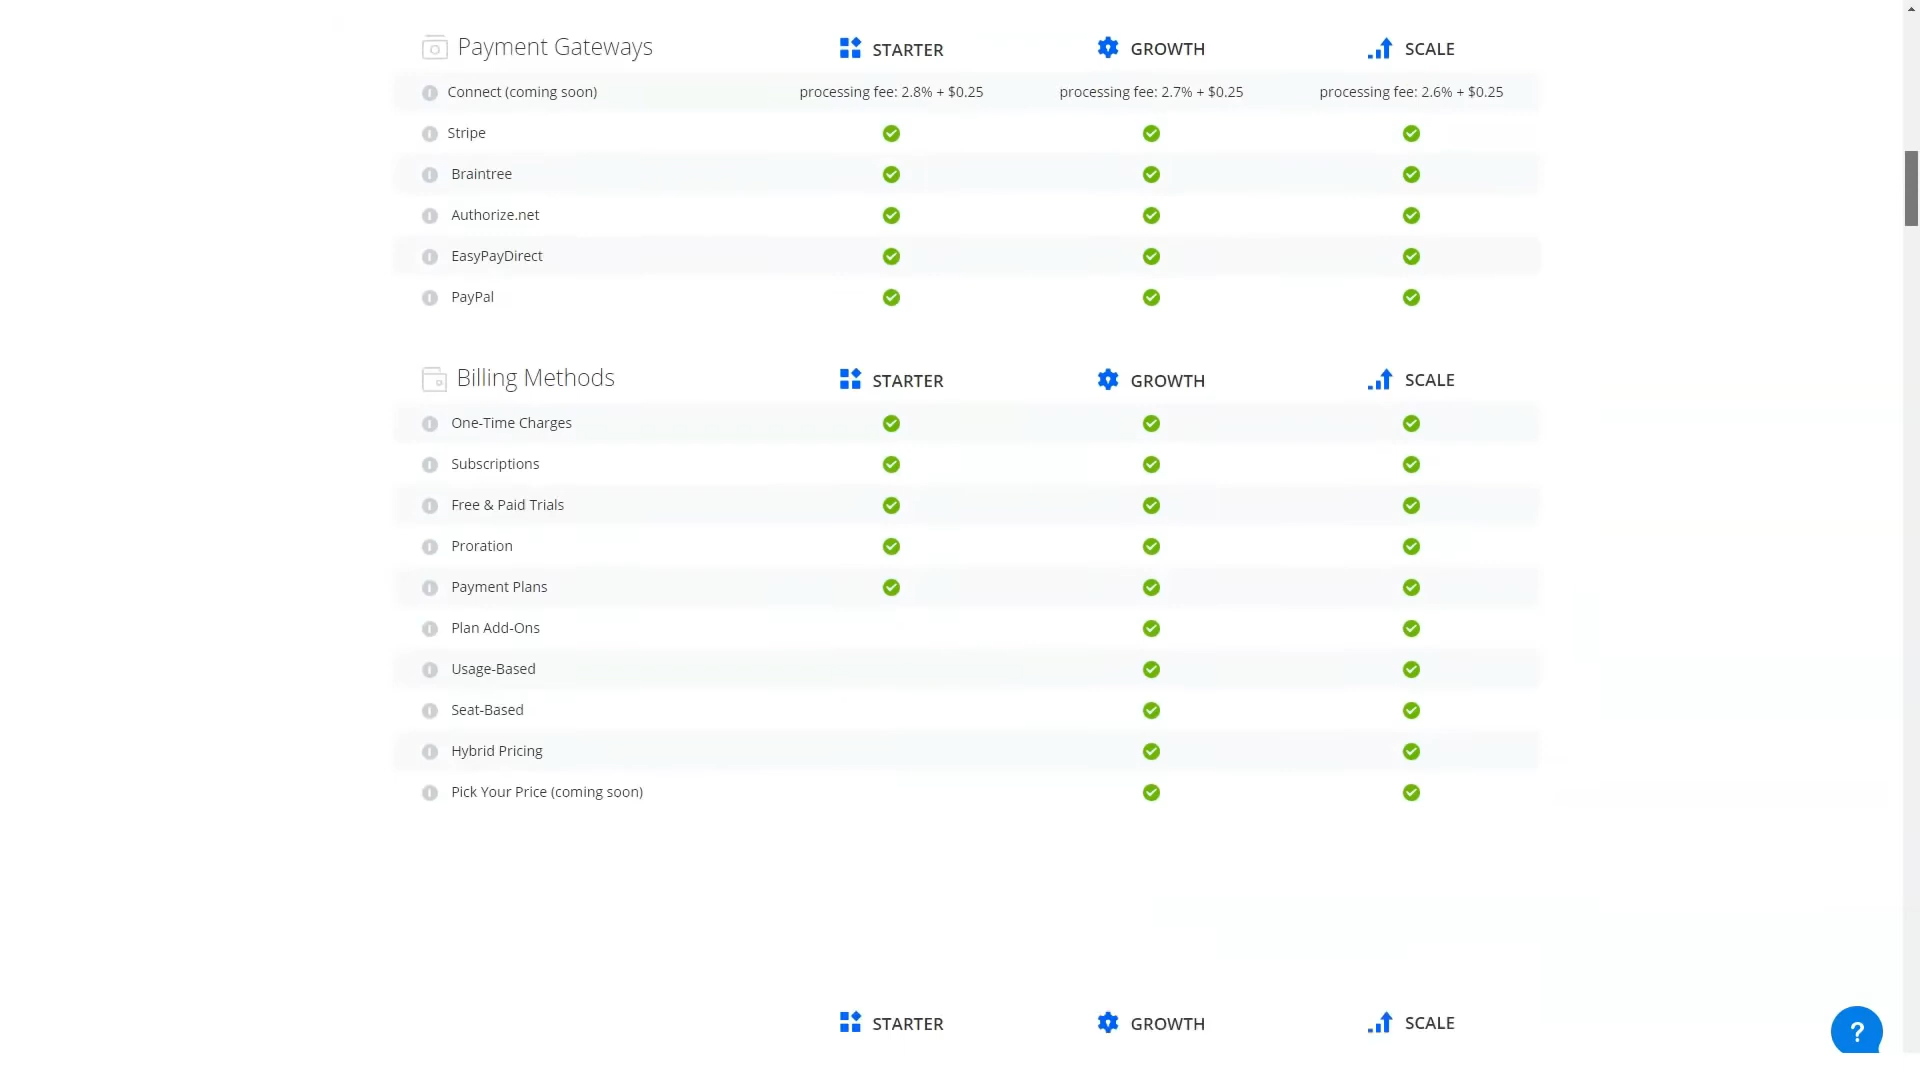 Payment Gateways STARTER GROWTH SCALE
Connect (coming soon) processing fee: 2.8% + $0.25 processing fee: 2.7% + $0.25 processing fee: 2.6% + $0.25
Stripe
Braintree
Authorize.net
EasyPayDirect
PayPal
Billing Methods STARTER GROWTH SCALE
One-Time Charges
Subscriptions
Free & Paid Trials
Proration
Payment Plans
Plan Add-Ons
Usage-Based
Seat-Based
Hybrid Pricing
Pick Your Price (coming soon)
STARTER GROWTH SCALE
?